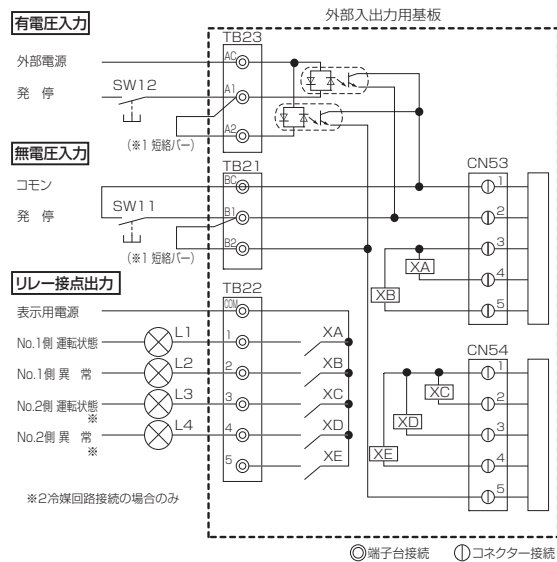 外部入出力用基板
有電圧入力
TB23
外部電源
AC
発 停
SW12
A1
A2
(※1 短絡バー)
無電圧入力
TB21
CN53
コモン
BC
1
発 停
SW11
B1
2
B2
3
(※1 短絡バー)
XA
4
XB
5
リレー接点出力
TB22
表示用電源
COM
No.1側 運転状態
L1
1
XA
CN54
No.1側 異 常
L2
2
XB
1
No.2側 運転状態
※
L3
3
XC
XC
2
No.2側 異 常
※
L4
4
XD
XD
3
5
XE
XE
4
5
※2冷媒回路接続の場合のみ
端子台接続
コネクター接続